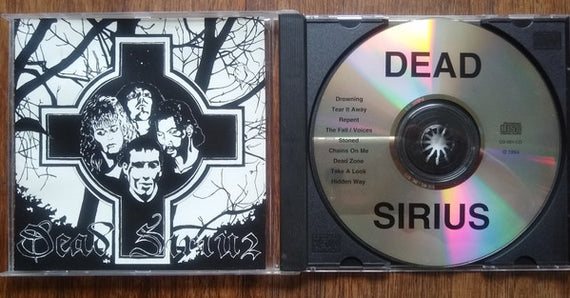 Dead Sirius
DEAD
Drowning
Tear It Away
Repent
The Fall / Voices
Stoned
Chains On Me
Dead Zone
Take A Look
Hidden Way
SIRIUS